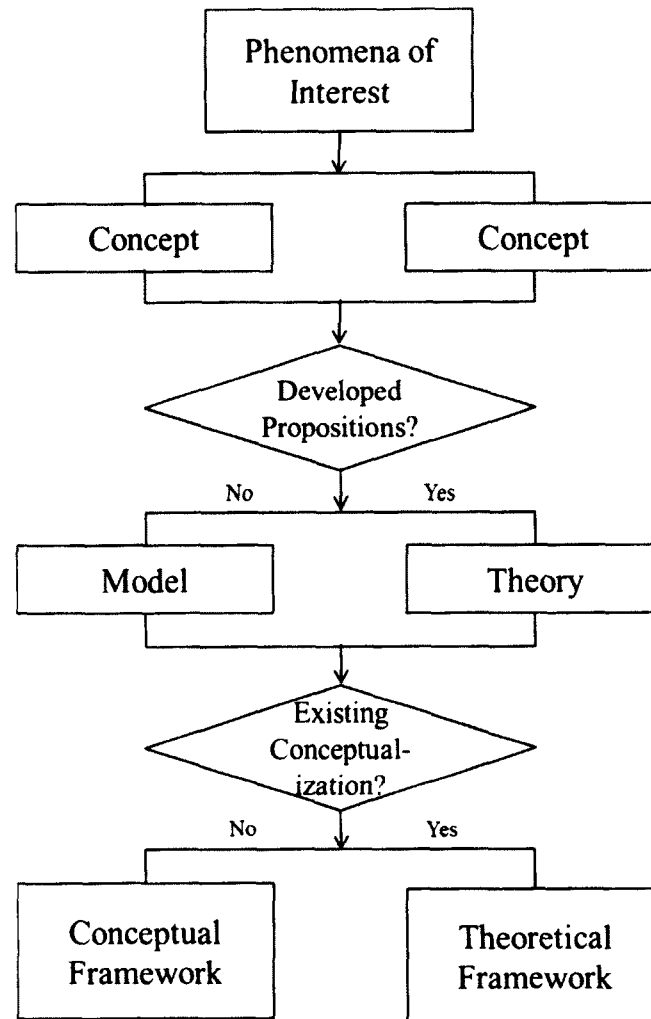 Phenomena of
Interest
Concept
Concept
Developed
Propositions?
No
Yes
Model
Theory
Existing
Conceptual-
ization?
No
Yes
Conceptual
Framework
Theoretical
Framework